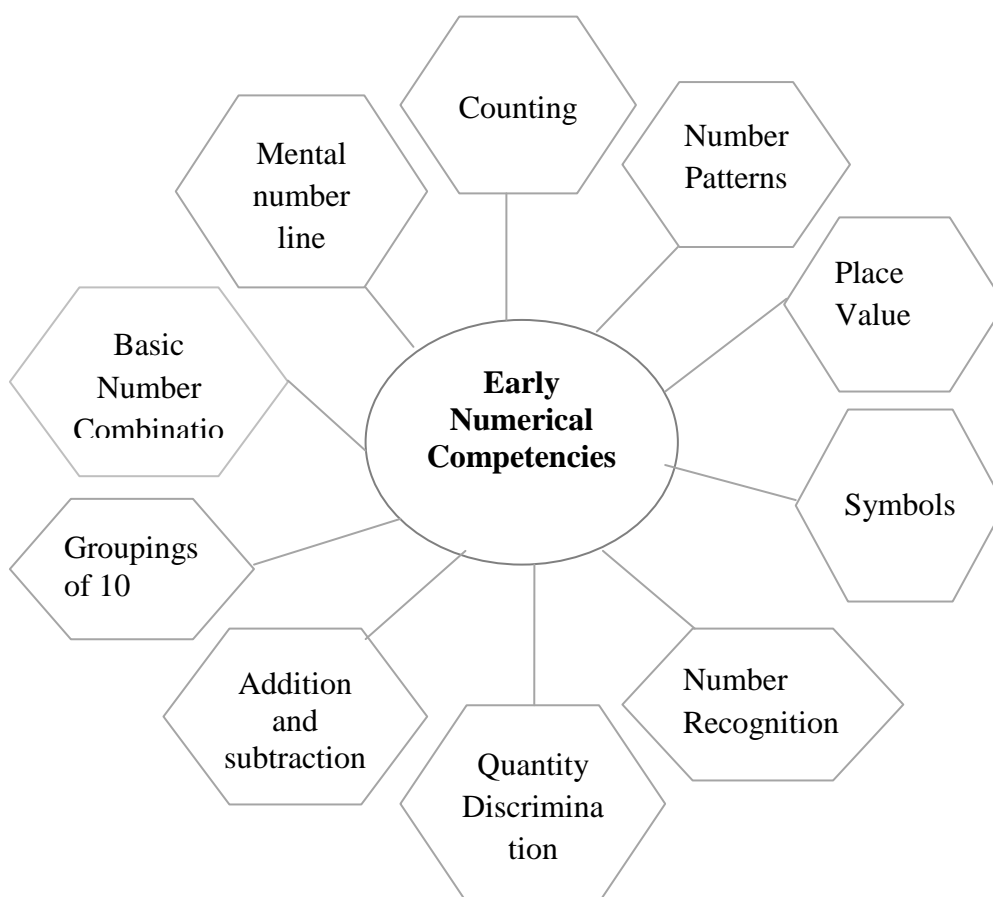 Counting
Number
Patterns
Mental
number
line
Place
Value
Basic
Number
Combinatio
Early
Numerical
Competencies
Symbols
Groupings
of 10
Number
Recognition
Addition
and
subtraction
Quantity
Discrimina
tion